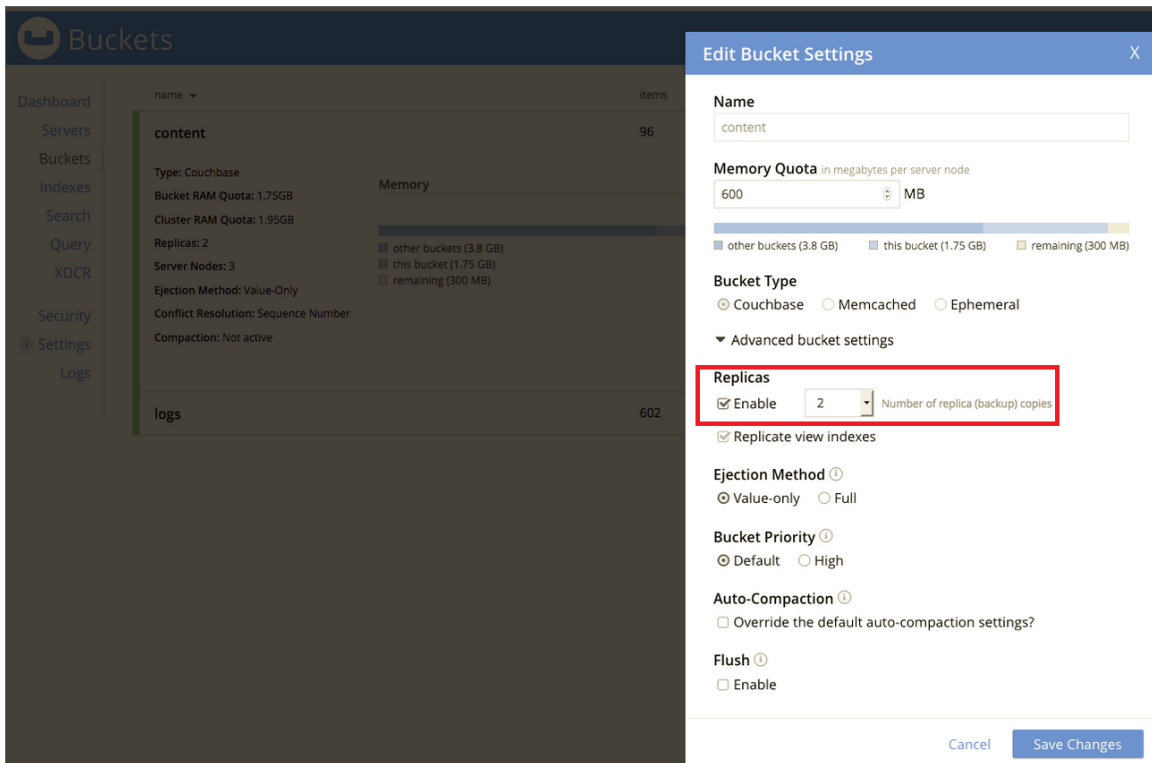 Buckets
Dashboard
Servers
Buckets
Indexes
Search
Query
XDCR
Security
i Settings
Logs
name items
content 96
Type: Couchbase
Bucket RAM Quota: 1.75GB
Cluster RAM Quota: 1.95GB
Replicas: 2
Server Nodes: 3
Ejection Method: Value-Only
Conflict Resolution: Sequence Number
Compaction: Not active
Memory
other buckets (3.8 GB)
this bucket (1.75 GB)
remaining (300 MB)
logs 602
Edit Bucket Settings X
Name
content
Memory Quota in megabytes per server node
600 MB
other buckets (3.8 GB) this bucket (1.75 GB) remaining (300 MB)
Bucket Type
Couchbase Memcached Ephemeral
Advanced bucket settings
Replicas
Enable 2 Number of replica (backup) copies
Replicate view indexes
Ejection Method i
Value-only Full
Bucket Priority i
Default High
Auto-Compaction i
Override the default auto-compaction settings?
Flush i
Enable
Cancel Save Changes